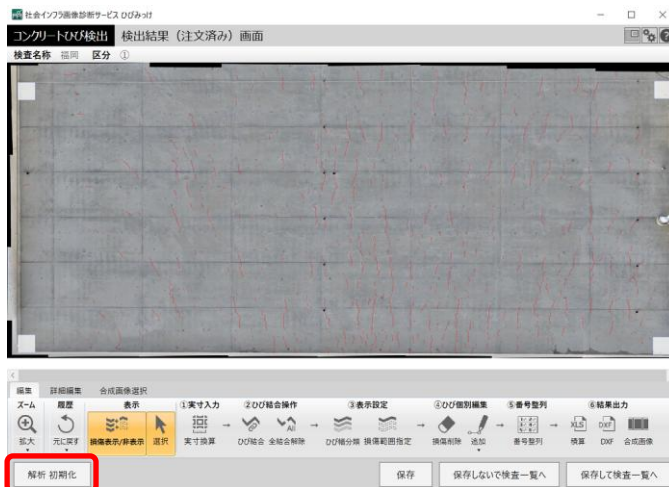 社会インフラ画像診断サービス ひびみっけ
コンクリートひび検出 検出結果（注文済み）画面
検査名称 福岡 区分 ①
編集 詳細編集 合成画像選択
ズーム 履歴 表示 ①実寸入力 ②ひび結合操作 ③表示設定 ④ひび個別編集 ⑤番号整列 ⑥結果出力
All XLS DXF
拡大 元に戻す 損傷表示/非表示 選択 実寸換算 ひび結合 全結合解除 ひび幅分類 損傷範囲指定 損傷削除 追加 番号整列 積算 DXF 合成画像
解析 初期化 保存 保存しないで検査一覧へ 保存して検査一覧へ